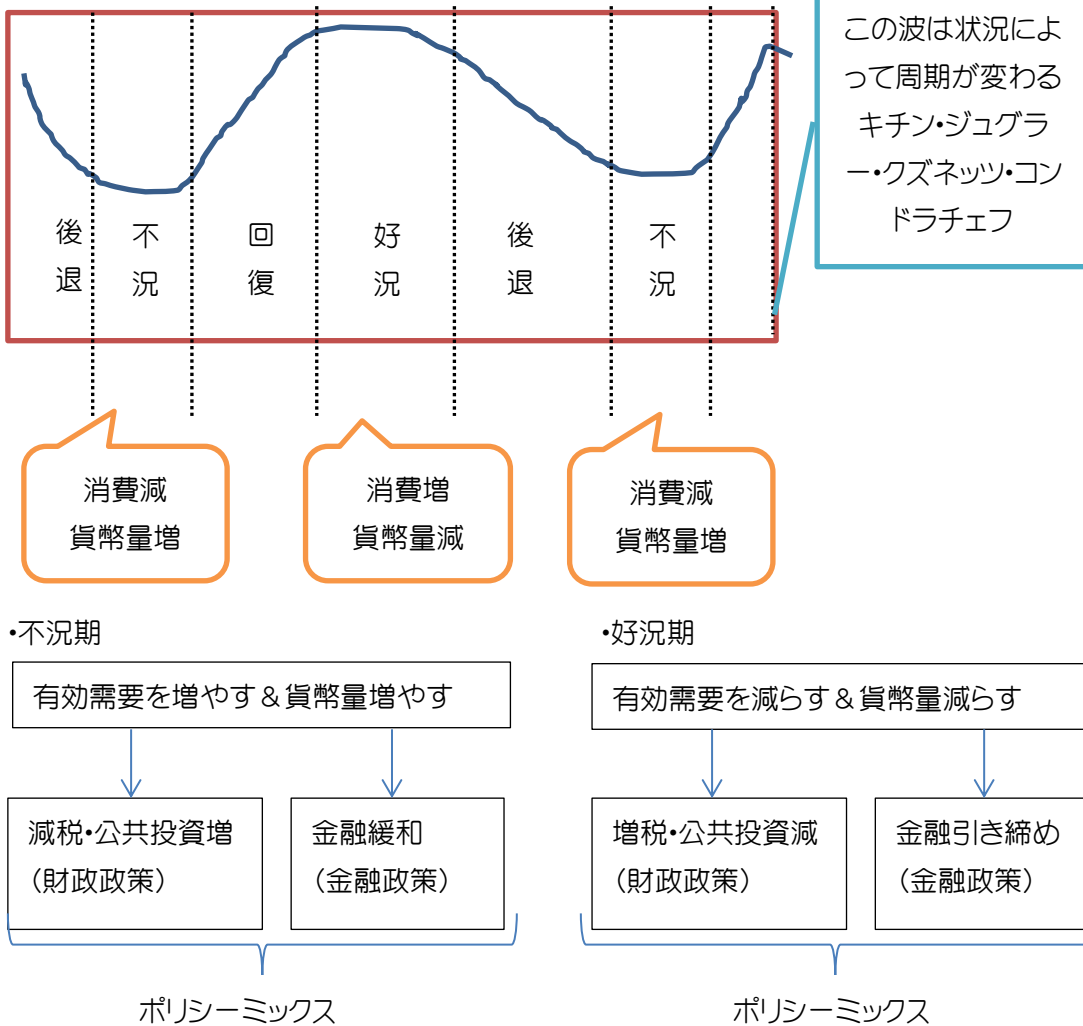 この波は状況によ
って周期が変わる
キチン・ジュグラ
ー・クズネッツ・コン
ドラチェフ
後退
不況
回復
好況
後退
不況
消費減
貨幣量増
消費増
貨幣量減
消費減
貨幣量増
・不況期
有効需要を増やす＆貨幣量増やす
減税・公共投資増
（財政政策）
金融緩和
（金融政策）
ポリシーミックス
・好況期
有効需要を減らす＆貨幣量減らす
増税・公共投資減
（財政政策）
金融引き締め
（金融政策）
ポリシーミックス